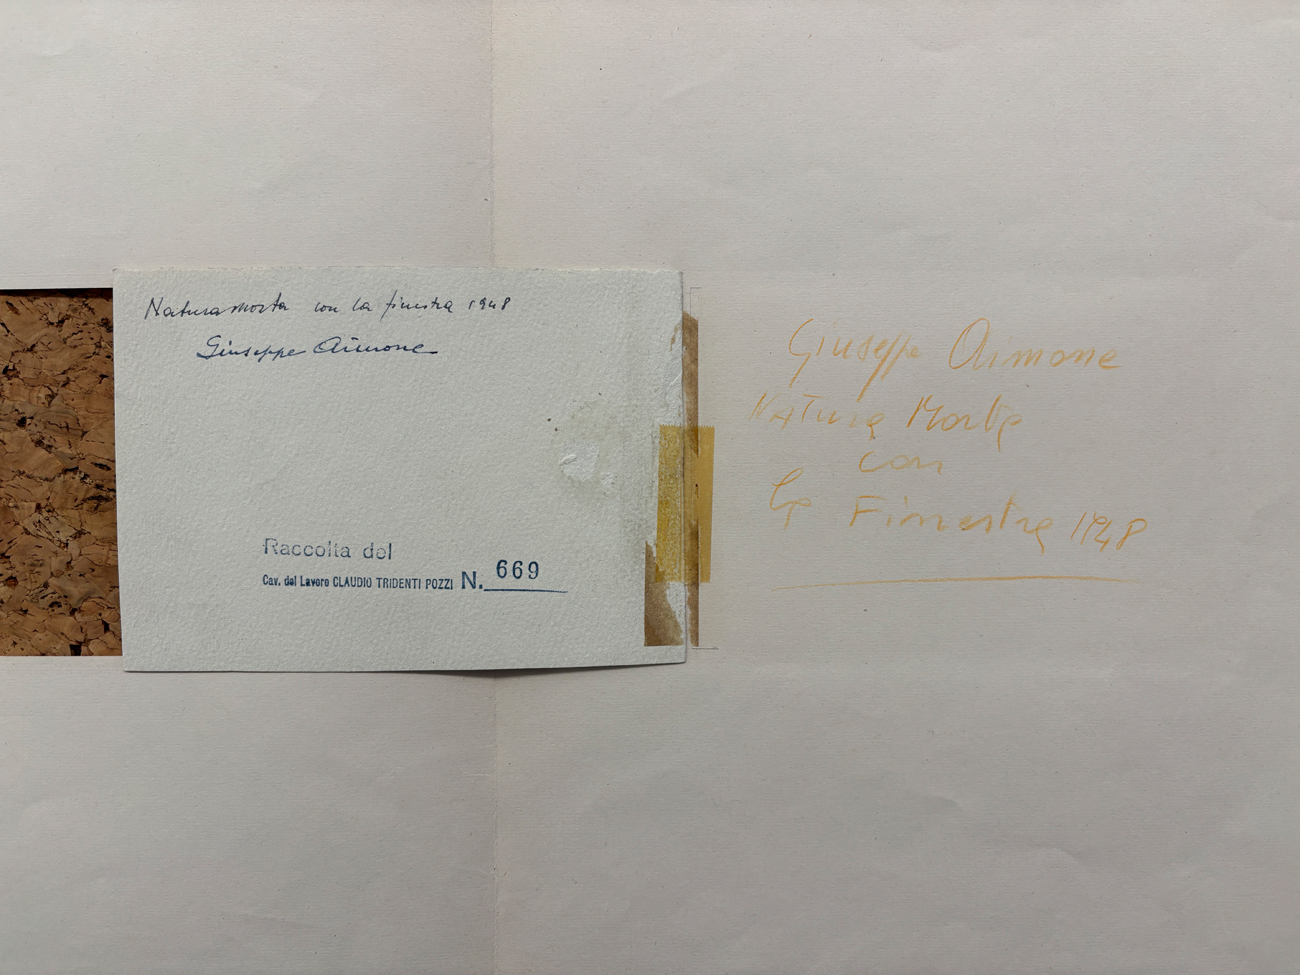 Natura morta con la finestra 1948
Giuseppe Aimone
Raccolta del
Cav. del Lavoro CLAUDIO TRIDENTI POZZI N. 669
Giuseppe Aimone
Natura Morta
con
la Finestra 1948